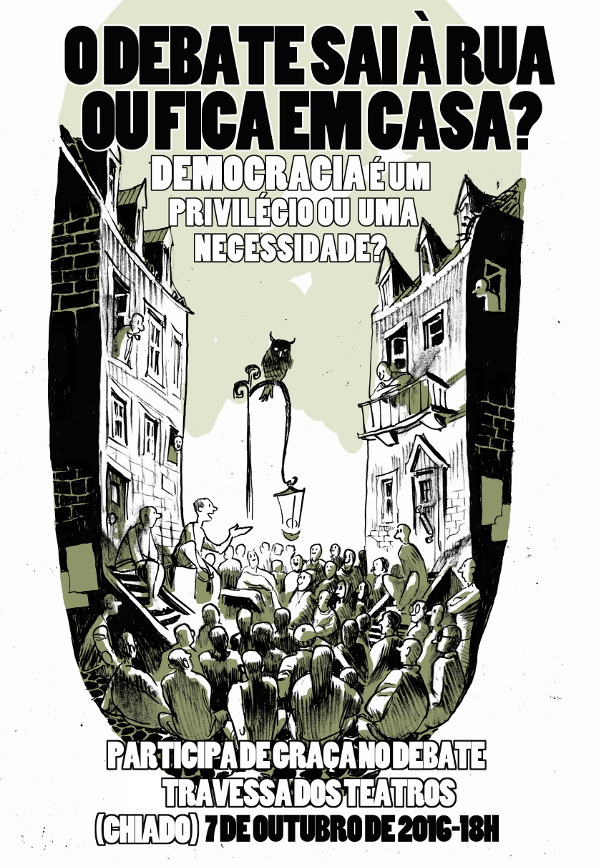 O DEBATE SAI À RUA
OU FICA EM CASA?
DEMOCRACIA É UM
PRIVILÉGIO OU UMA
NECESSIDADE?
PARTICIPA DE GRAÇA NO DEBATE
TRAVESSA DOS TEATROS
(CHIADO) 7 DE OUTUBRO DE 2016-18H